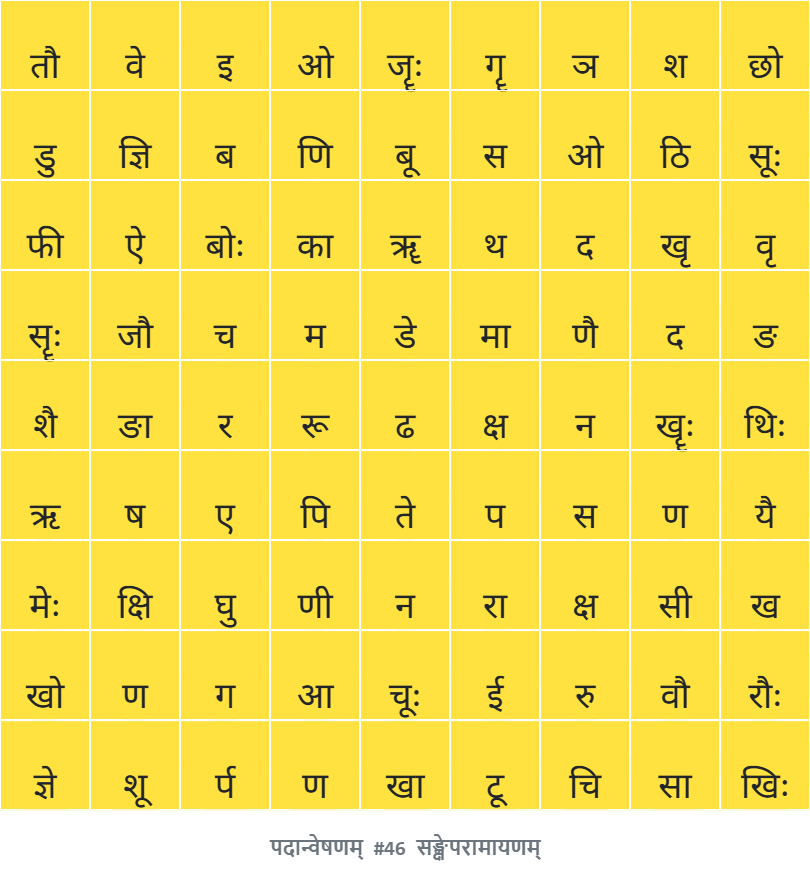 तौ वे इ ओ जॄः गॄ ञ श छो
डु ज्ञि ब णि बू स ओ ठि सूः
फी ऐ बोः का ॠ थ द खृ वृ
सॄः जौ च म डे मा णै द ङ
शै ङा र रू ढ क्ष न खॄः थिः
ऋ ष ए पि ते प स ण यै
मेः क्षि घु णी न रा क्ष सी ख
खो ण ग आ चूः ई रु वौ रौः
ज्ञे शू र्प ण खा टू चि सा खिः
पदान्वेषणम् #46 सङ्क्षेपरामायणम्